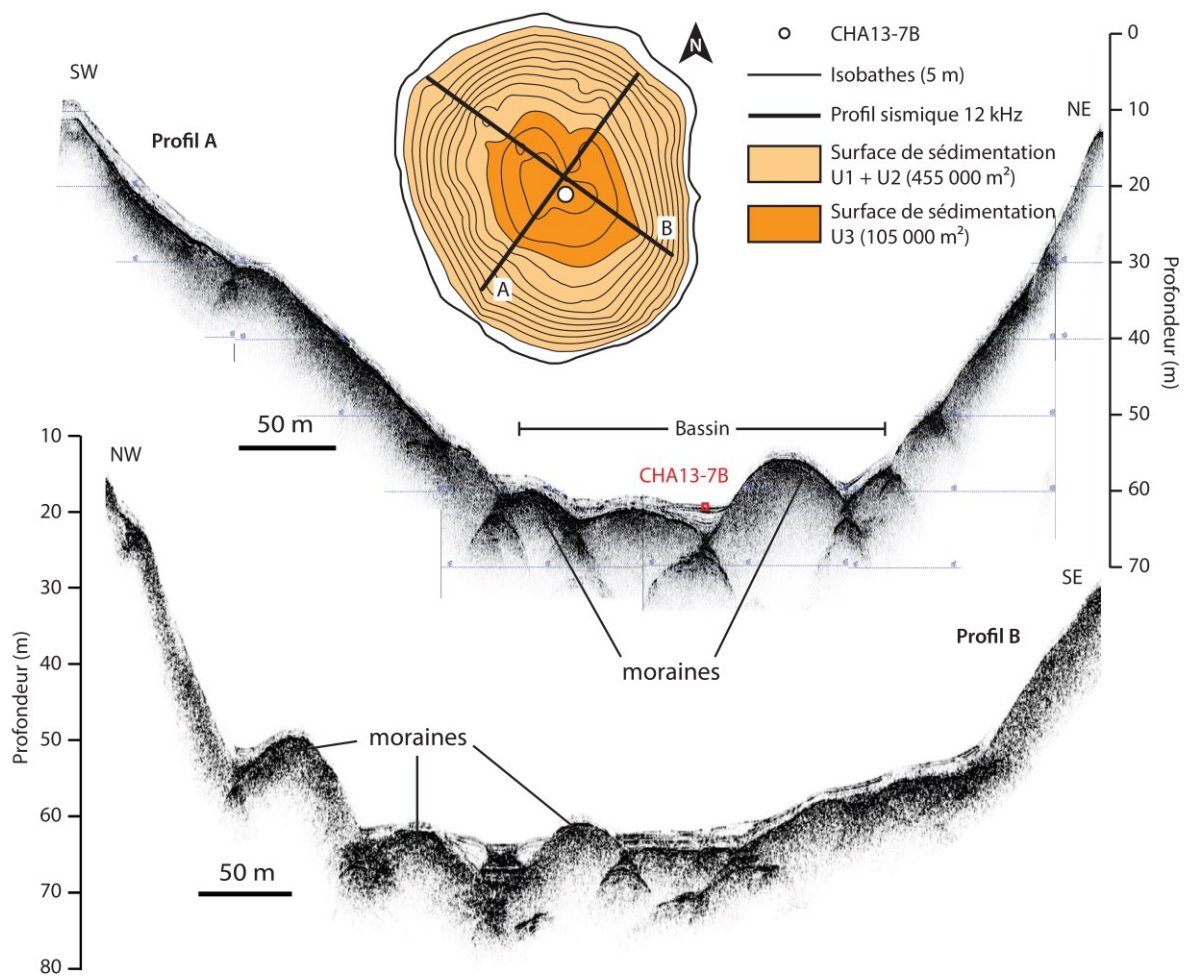 SW
Profil A
N
CHA13-7B
Isobathes (5 m)
Profil sismique 12 kHz
Surface de sédimentation
U1 + U2 (455 000 m²)
Surface de sédimentation
U3 (105 000 m²)
A
B
NE
0
10
20
30
40
50
60
70
Profondeur (m)
50 m
Bassin
CHA13-7B
moraines
NW
SE
Profil B
10
20
30
40
50
60
70
80
Profondeur (m)
moraines
50 m